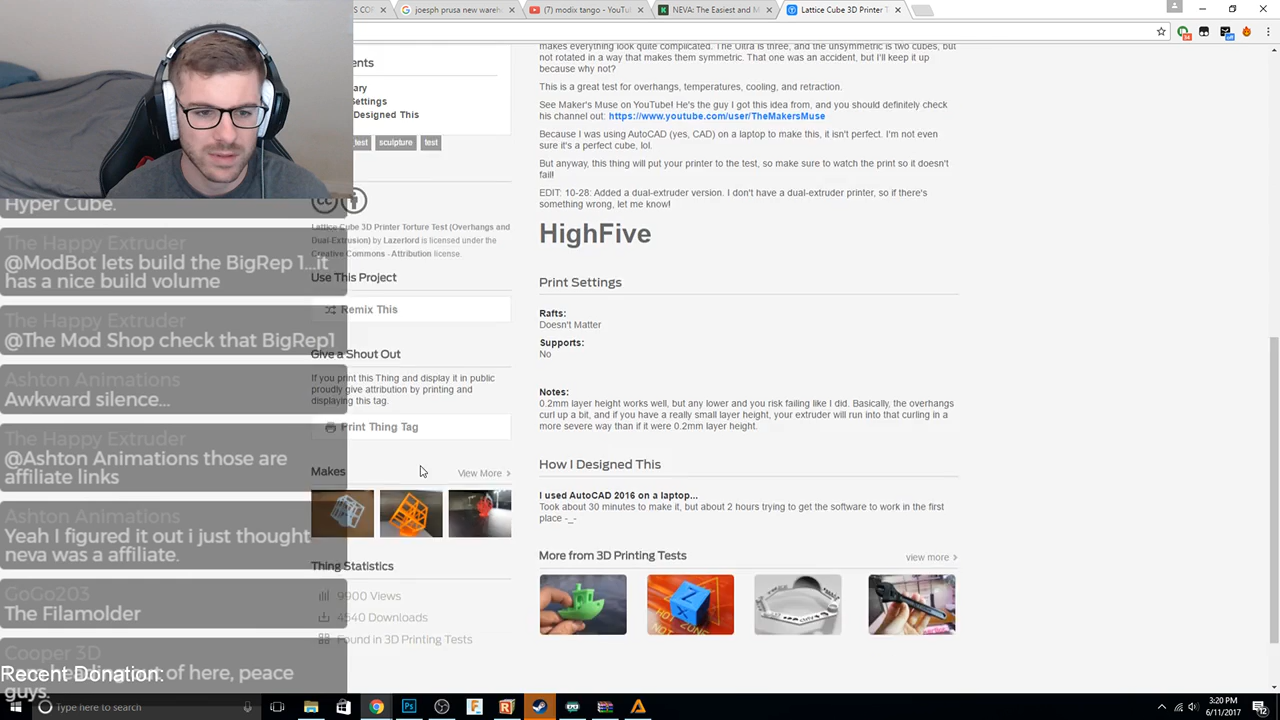 S COR
joesph prusa new wareh
(7) modix tango - YouTu
NEVA: The Easiest and M
Lattice Cube 3D Printer T
makes everything look quite complicated. The Ultra is three, and the unsymmetric is two cubes, but
not rotated in a way that makes them symmetric. That one was an accident, but I'll keep it up
because why not?
This is a great test for overhangs, temperatures, cooling, and retraction.
See Maker's Muse on YouTube! He's the guy I got this idea from, and you should definitely check
his channel out: https://www.youtube.com/user/TheMakersMuse
Because I was using AutoCAD (yes, CAD) on a laptop to make this, it isn't perfect. I'm not even
sure it's a perfect cube, lol.
But anyway, this thing will put your printer to the test, so make sure to watch the print so it doesn't
fail!
EDIT: 10-28: Added a dual-extruder version. I don't have a dual-extruder printer, so if there's
something wrong, let me know!
HighFive
Print Settings
Rafts:
Doesn't Matter
Supports:
No
Notes:
0.2mm layer height works well, but any lower and you risk failing like I did. Basically, the overhangs
curl up a bit, and if you have a really small layer height, your extruder will run into that curling in a
more severe way than if it were 0.2mm layer height.
How I Designed This
I used AutoCAD 2016 on a laptop...
Took about 30 minutes to make it, but about 2 hours trying to get the software to work in the first
place -_-
More from 3D Printing Tests
view more >
ents
ary
ettings
Designed This
test
sculpture
test
cc
Lattice Cube 3D Printer Torture Test (Overhangs and
Dual-Extrusion) by Lazerlord is licensed under the
Creative Commons - Attribution license.
Use This Project
Remix This
Give a Shout Out
If you print this Thing and display it in public
proudly give attribution by printing and
displaying this tag.
Print Thing Tag
Makes
View More >
Thing Statistics
9900 Views
4540 Downloads
Found in 3D Printing Tests
Hyper Cube.
The Happy Extruder
@ModBot lets build the BigRep 1...it
has a nice build volume
The Happy Extruder
@The Mod Shop check that BigRep1
Ashton Animations
Awkward silence...
The Happy Extruder
@Ashton Animations those are
affiliate links
Ashton Animations
Yeah I figured it out i just thought
neva was a affiliate.
GoGo203
The Filamolder
Cooper 3D
of here, peace
guys.
Recent Donation:
Type here to search
3:20 PM
6/11/2017